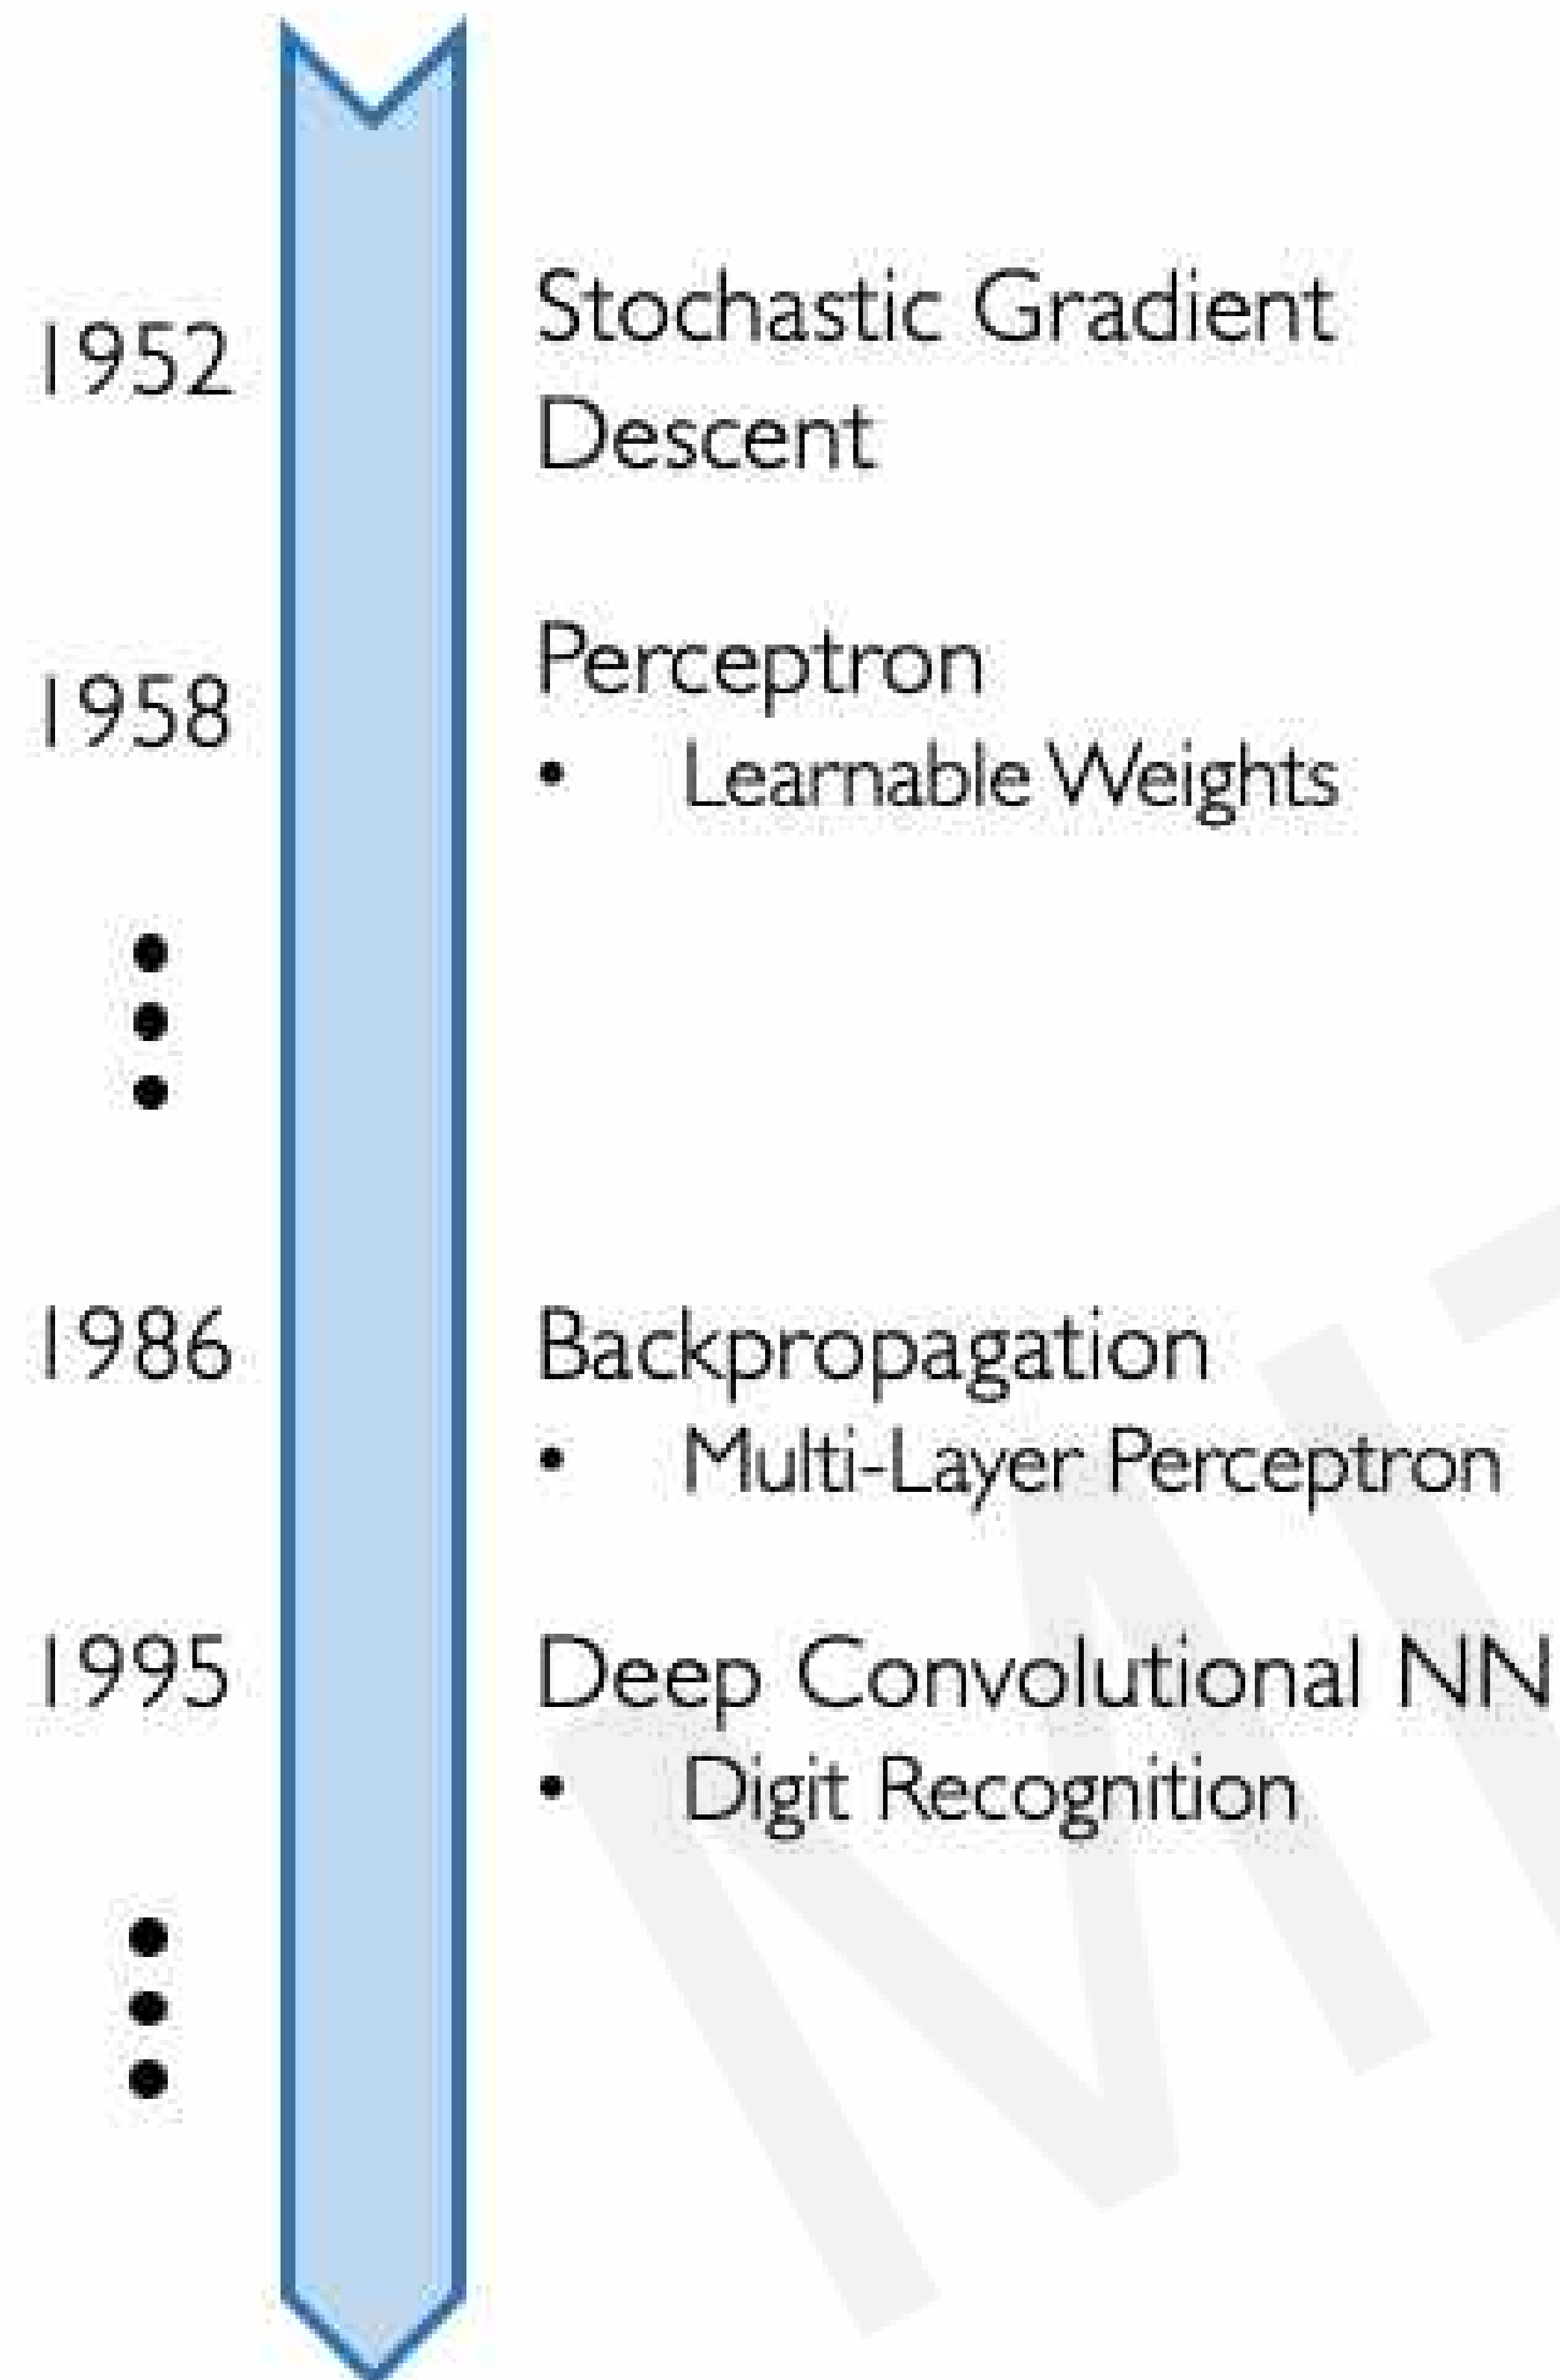 1952
Stochastic Gradient
Descent
1958
Perceptron
• Learnable Weights
1986
Backpropagation
• Multi-Layer Perceptron
1995
Deep Convolutional NN
• Digit Recognition